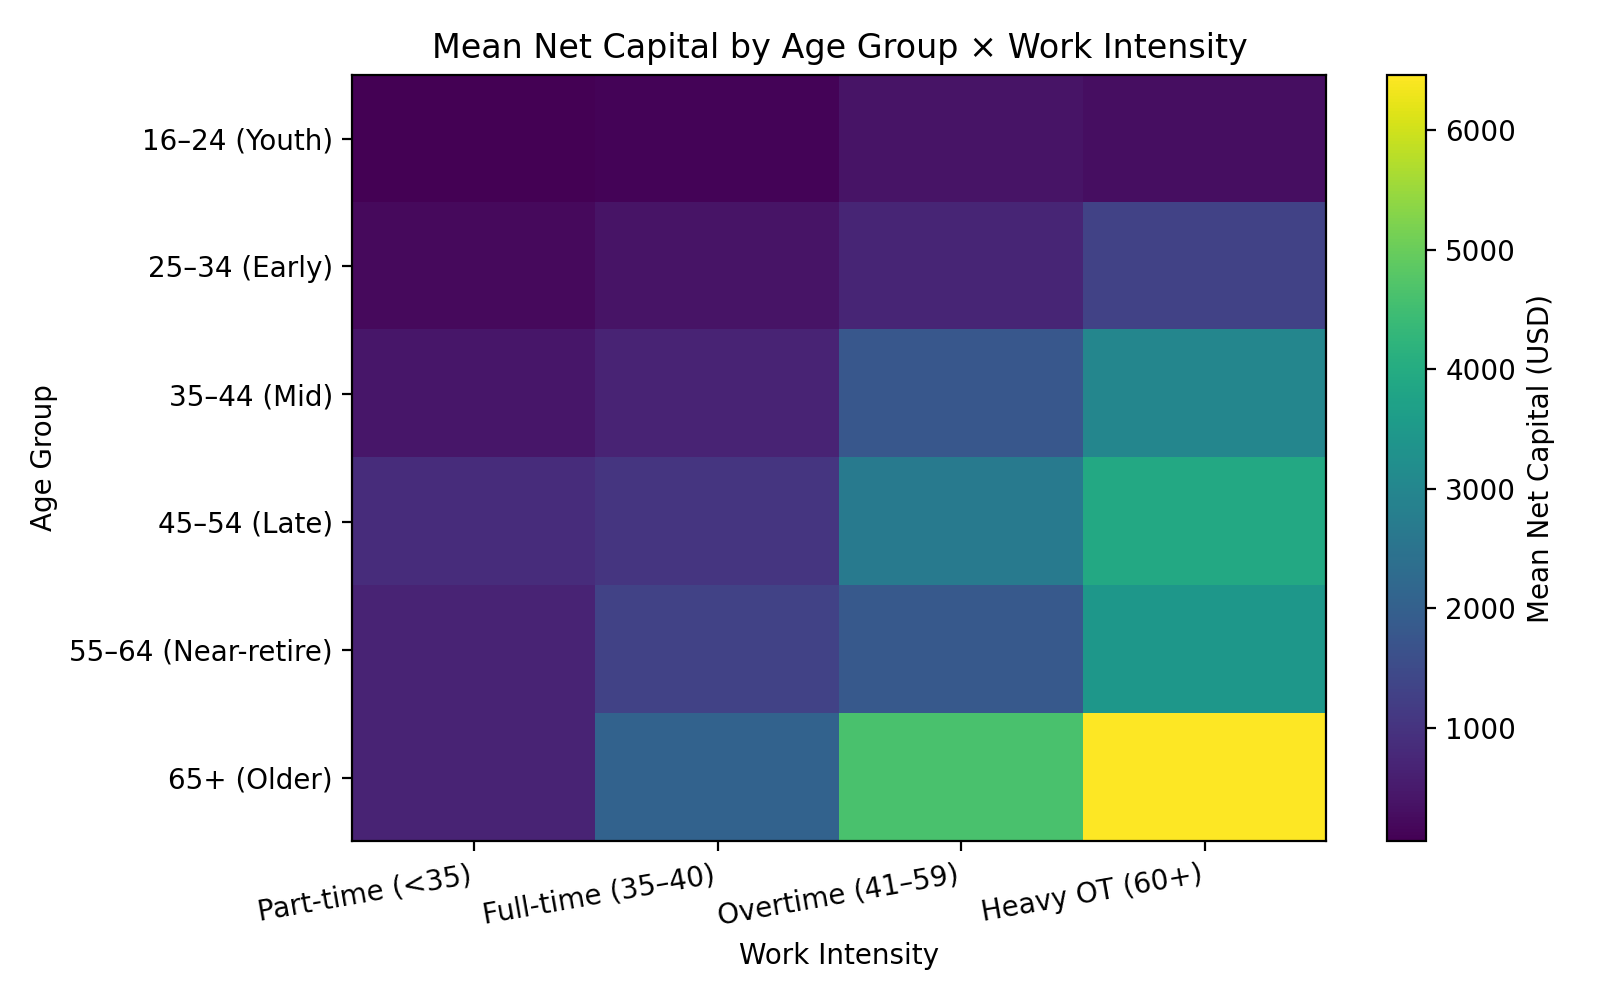 Mean Net Capital by Age Group × Work Intensity
16–24 (Youth)
25–34 (Early)
35–44 (Mid)
45–54 (Late)
55–64 (Near-retire)
65+ (Older)
Age Group
Part-time (<35)
Full-time (35–40)
Overtime (41–59)
Heavy OT (60+)
Work Intensity
6000
5000
4000
3000
2000
1000
Mean Net Capital (USD)